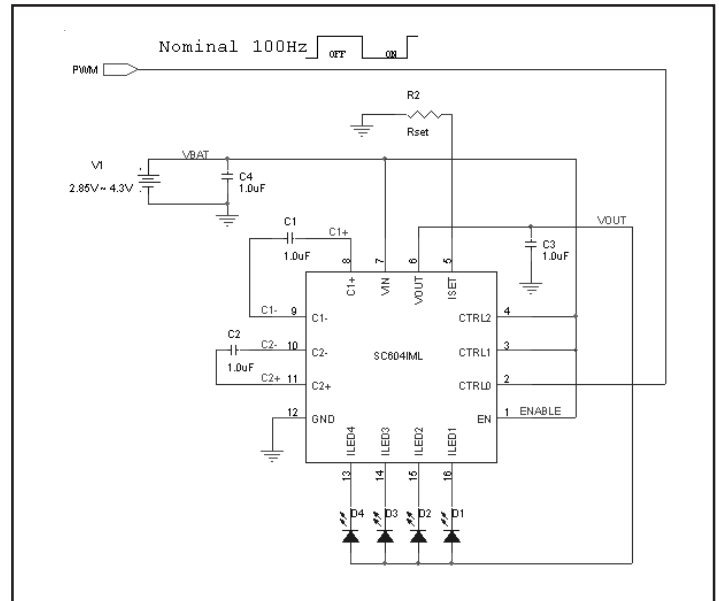 Nominal 100Hz
OFF ON
PWM
R2
Rset
V1
VBAT
2.85V~ 4.3V
C4
1.0uF
VOUT
C1
C1+
1.0uF
C3
1.0uF
8 7 6 5
C1+ VIN VOUT ISET
C1- 9 C1- CTRL2 4
C2
C2- 10 C2- SC604IML CTRL1 3
1.0uF
C2+ 11 C2+ CTRL0 2
12 GND EN 1 ENABLE
ILED4 ILED3 ILED2 ILED1
13 14 15 16
D4 D3 D2 D1